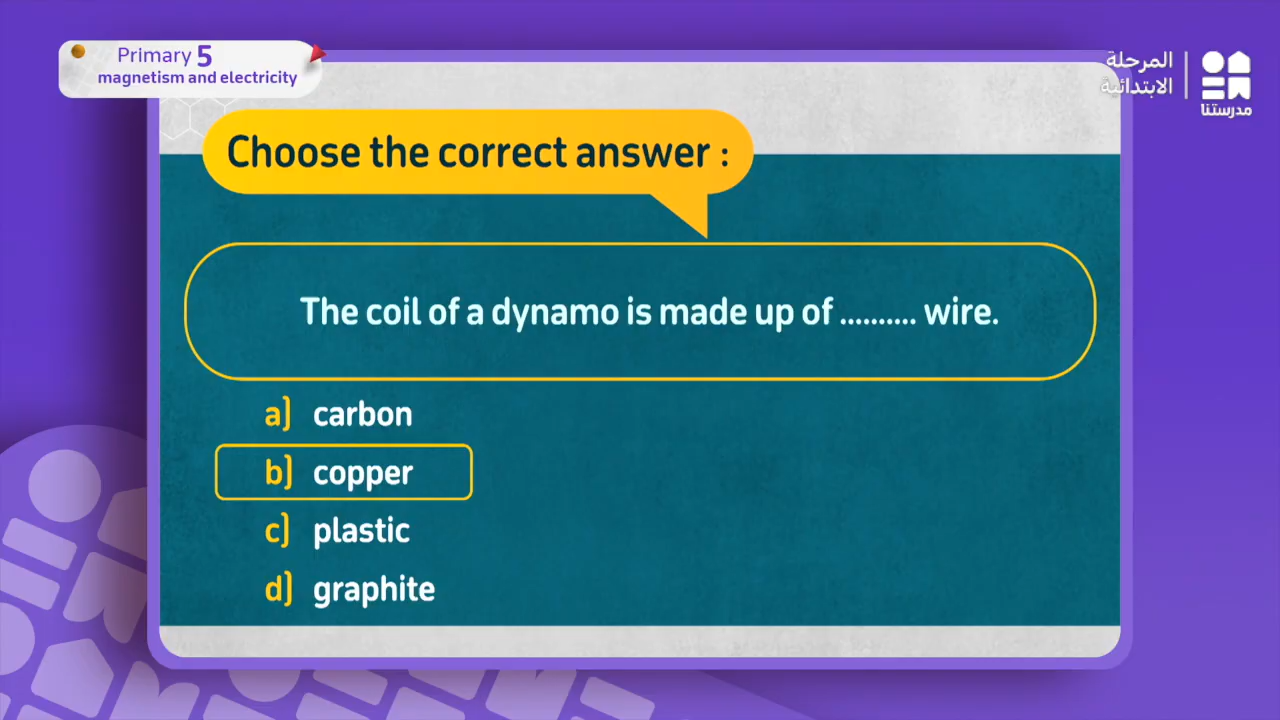 Primary 5
magnetism and electricity
المرحلة
الابتدائية
مدرستنا
Choose the correct answer :
The coil of a dynamo is made up of .......... wire.
a] carbon
b] copper
c] plastic
d] graphite